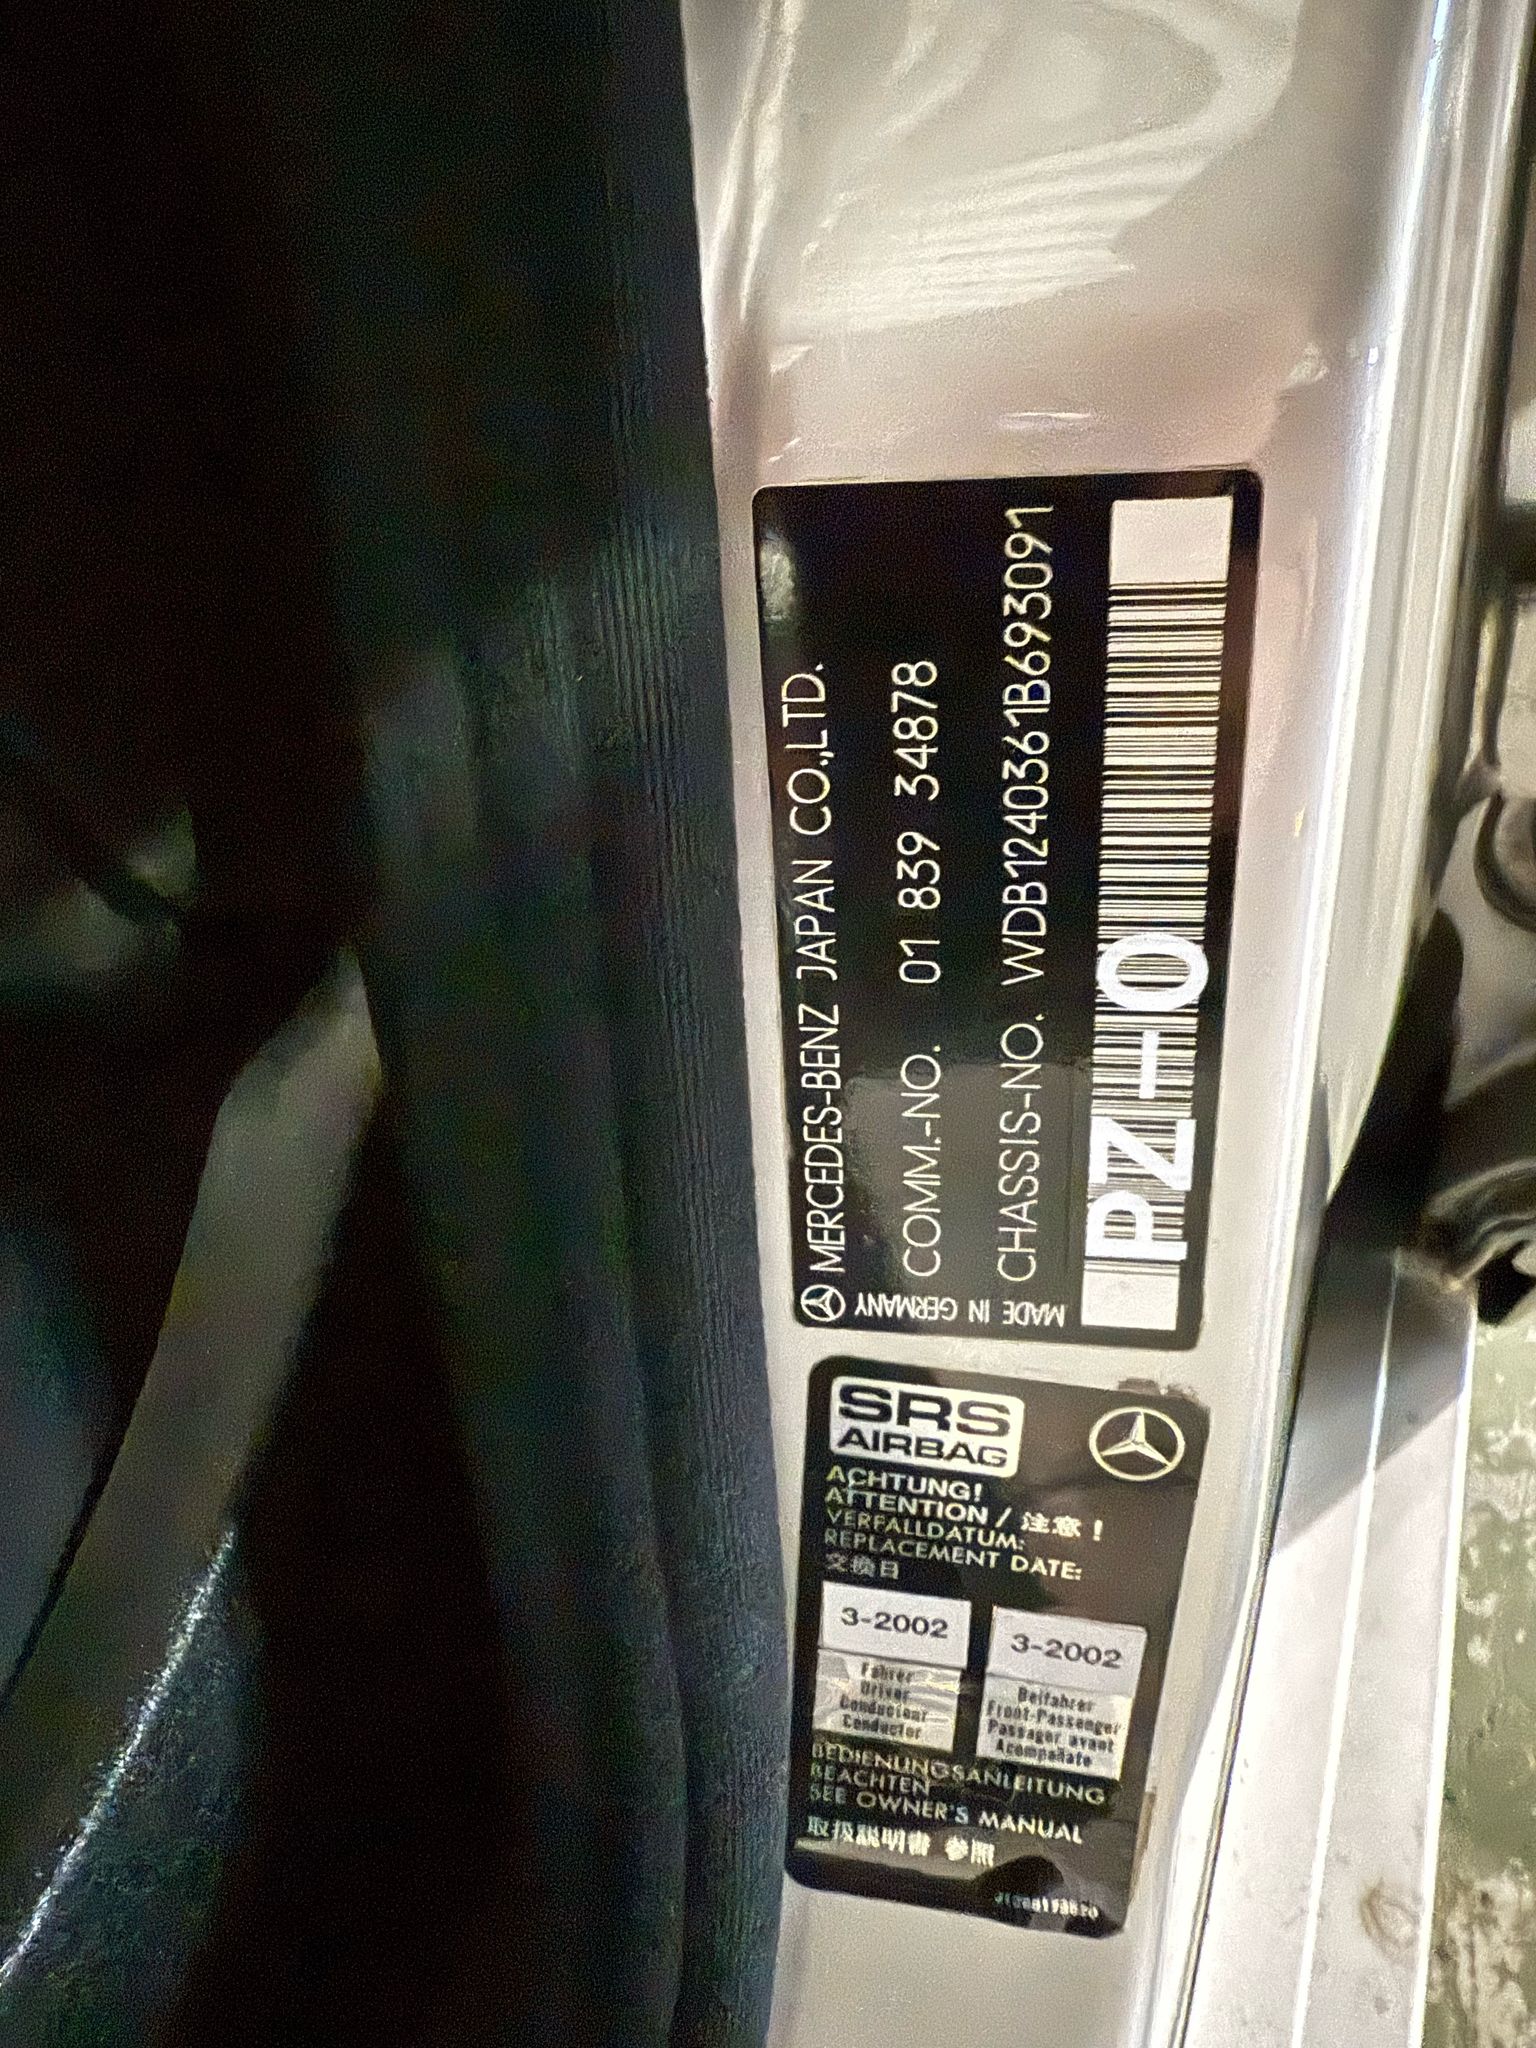 MERCEDES-BENZ JAPAN CO.,LTD.
COMM.-NO. 01 839 34878
CHASSIS-NO. WDB1240361B693091
MADE IN GERMANY
PZ-0
SRS
AIRBAG
ACHTUNG!
ATTENTION / 注意 !
VERFALLDATUM:
REPLACEMENT DATE:
交換日
3-2002
Fahrer
Driver
Conducteur
Conductor
3-2002
Beifahrer
Front-Passenger
Passager avant
Acompañate
BEDIENUNGSANLEITUNG
BEACHTEN
SEE OWNER'S MANUAL
取扱説明書 参照